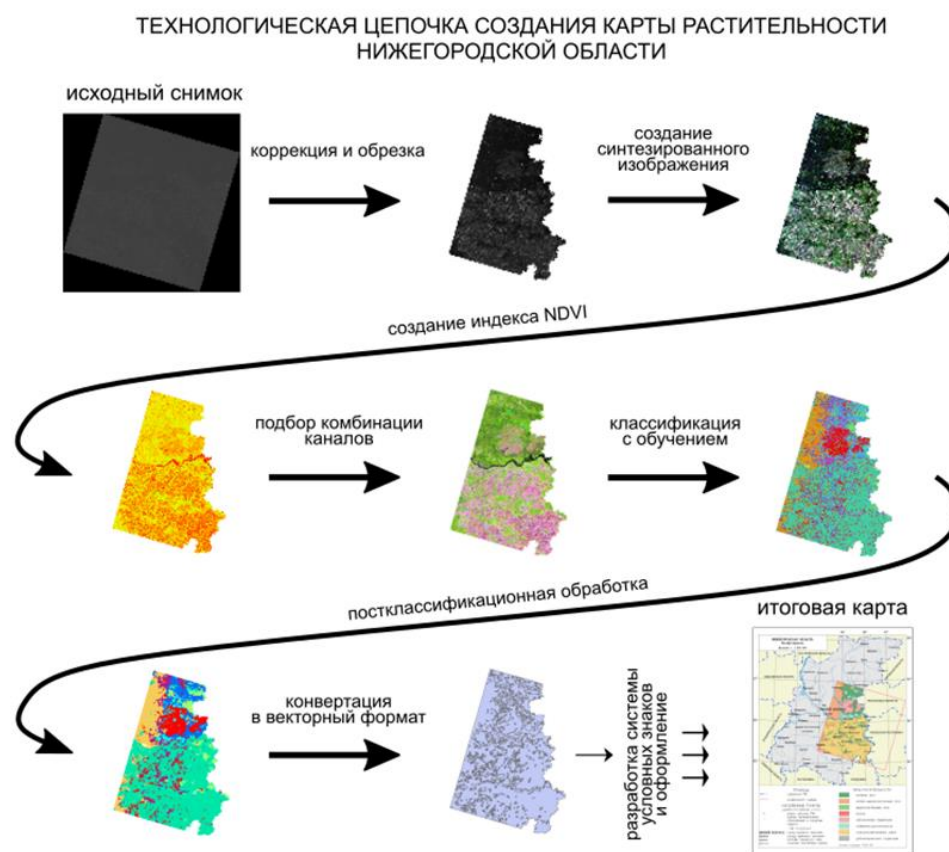 ТЕХНОЛОГИЧЕСКАЯ ЦЕПОЧКА СОЗДАНИЯ КАРТЫ РАСТИТЕЛЬНОСТИ
НИЖЕГОРОДСКОЙ ОБЛАСТИ
исходный снимок
коррекция и обрезка
создание
синтезированного
изображения
создание индекса NDVI
подбор комбинации
каналов
классификация
с обучением
постклассификационная обработка
итоговая карта
конвертация
в векторный формат
разработка системы
условных знаков
и оформление